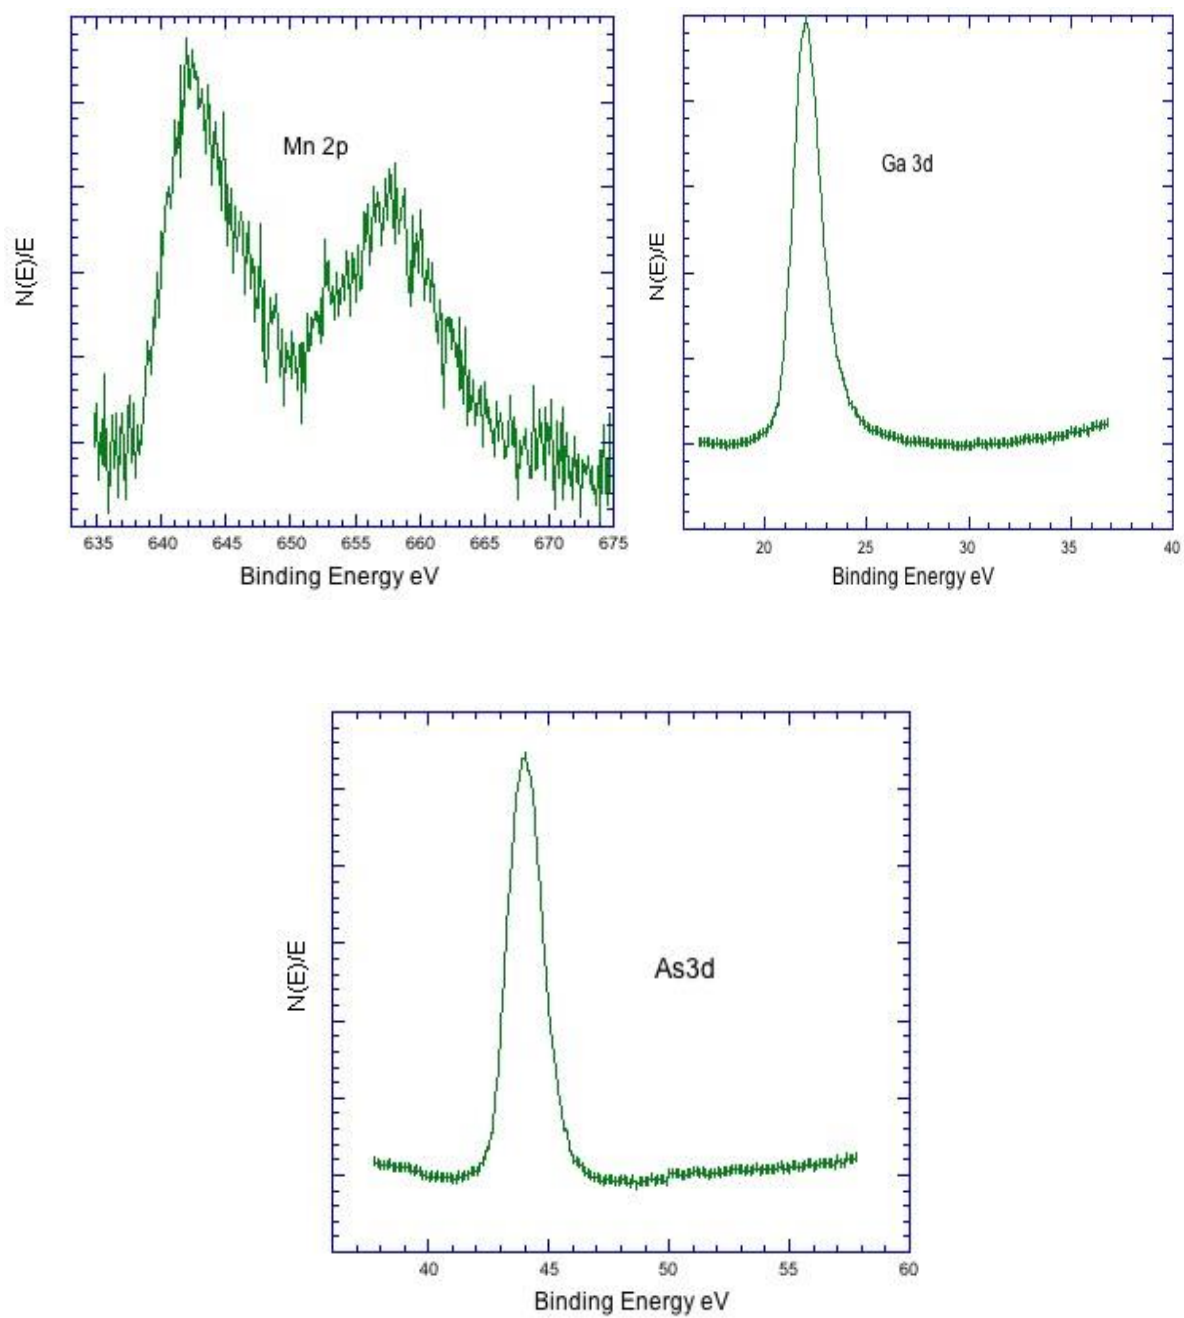 Mn 2p
N(E)/E
635 640 645 650 655 660 665 670 675
Binding Energy eV
Ga 3d
N(E)/E
20 25 30 35 40
Binding Energy eV
As3d
N(E)/E
40 45 50 55 60
Binding Energy eV